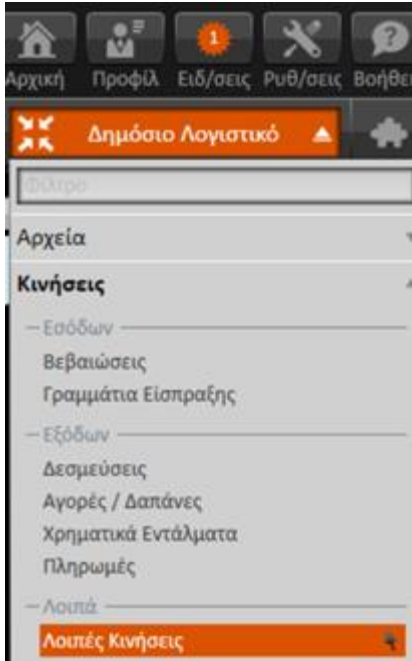 1
Αρχική Προφίλ Ειδ/σεις Ρυθ/σεις Βοήθει
Δημόσιο Λογιστικό
Φίλτρο
Αρχεία
Κινήσεις
Εσόδων
Βεβαιώσεις
Γραμμάτια Είσπραξης
Εξόδων
Δεσμεύσεις
Αγορές / Δαπάνες
Χρηματικά Εντάλματα
Πληρωμές
Λοιπά
Λοιπές Κινήσεις